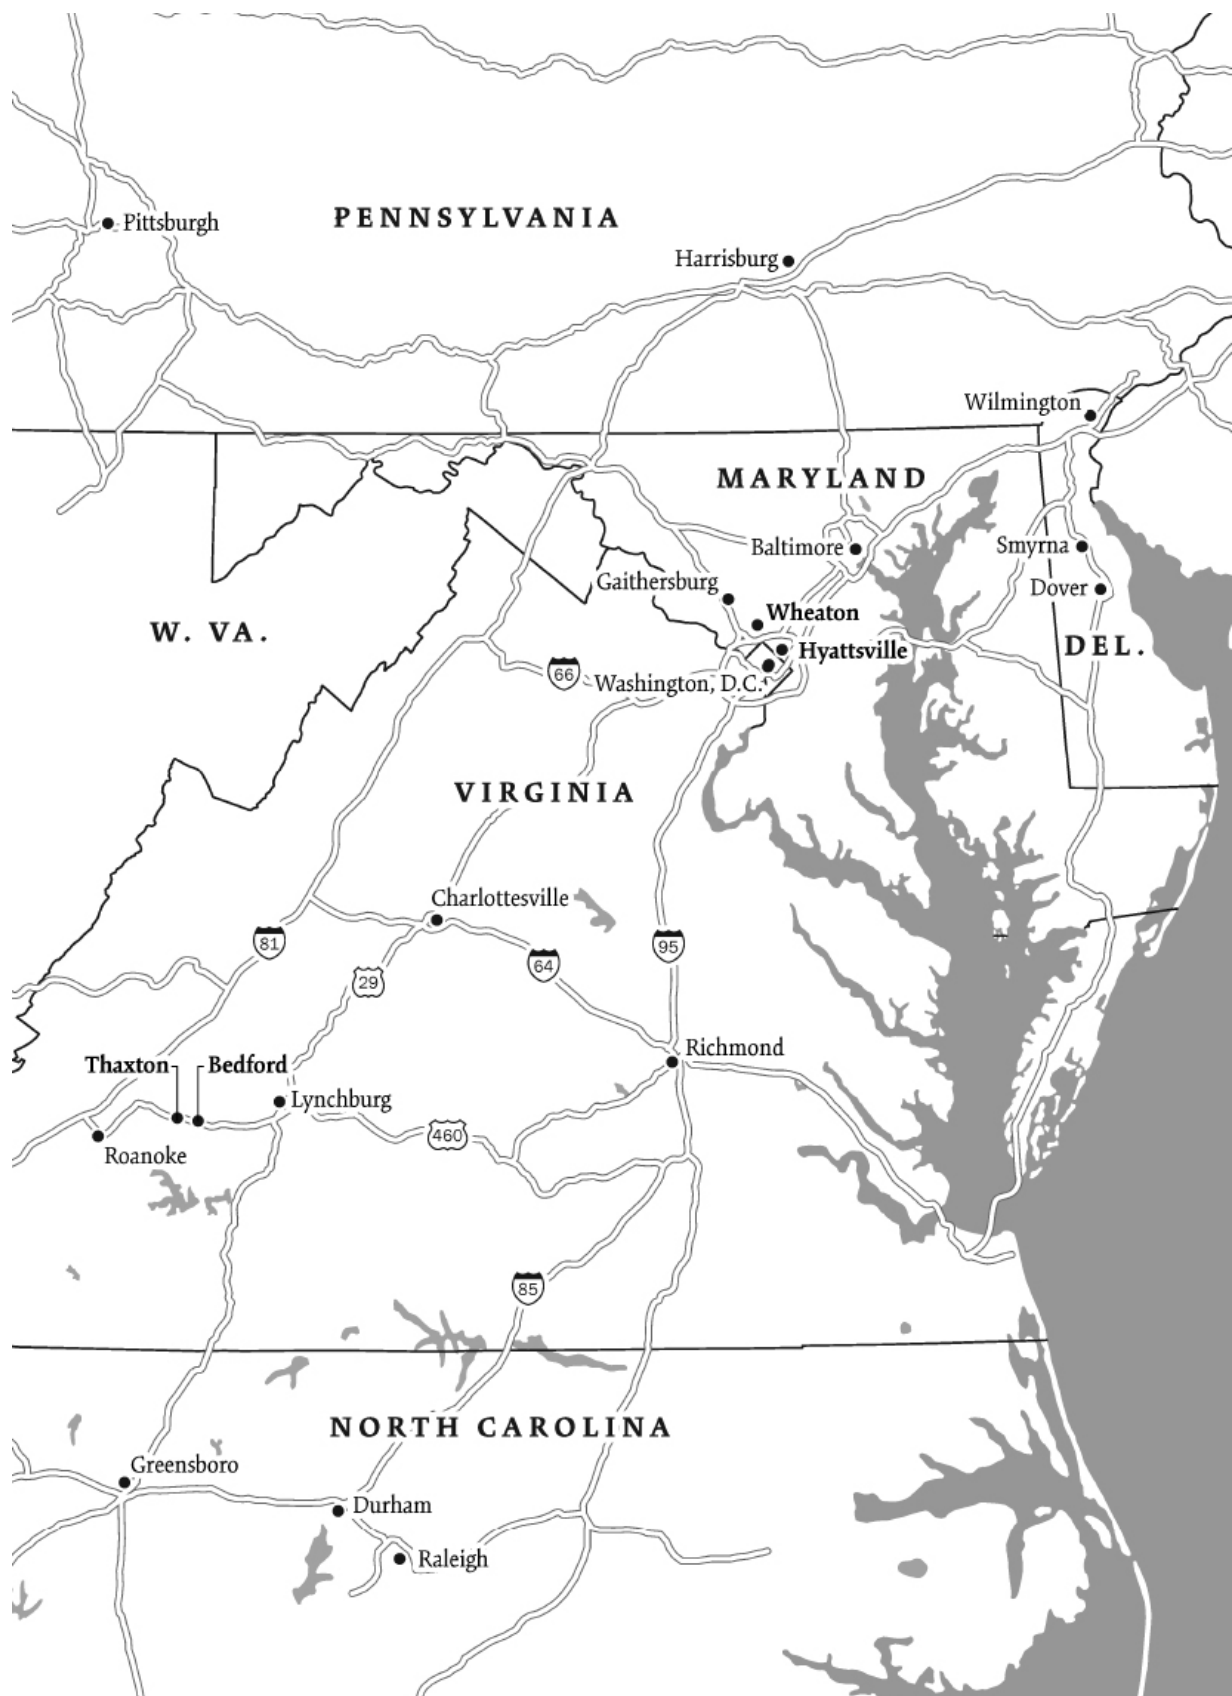 Pittsburgh
PENNSYLVANIA
Harrisburg
Wilmington
MARYLAND
Baltimore
Smyrna
Gaithersburg
Dover
Wheaton
W. VA.
Hyattsville
DEL.
66
Washington, D.C.
VIRGINIA
Charlottesville
81
95
64
29
Richmond
Thaxton
Bedford
Lynchburg
460
Roanoke
85
NORTH CAROLINA
Greensboro
Durham
Raleigh